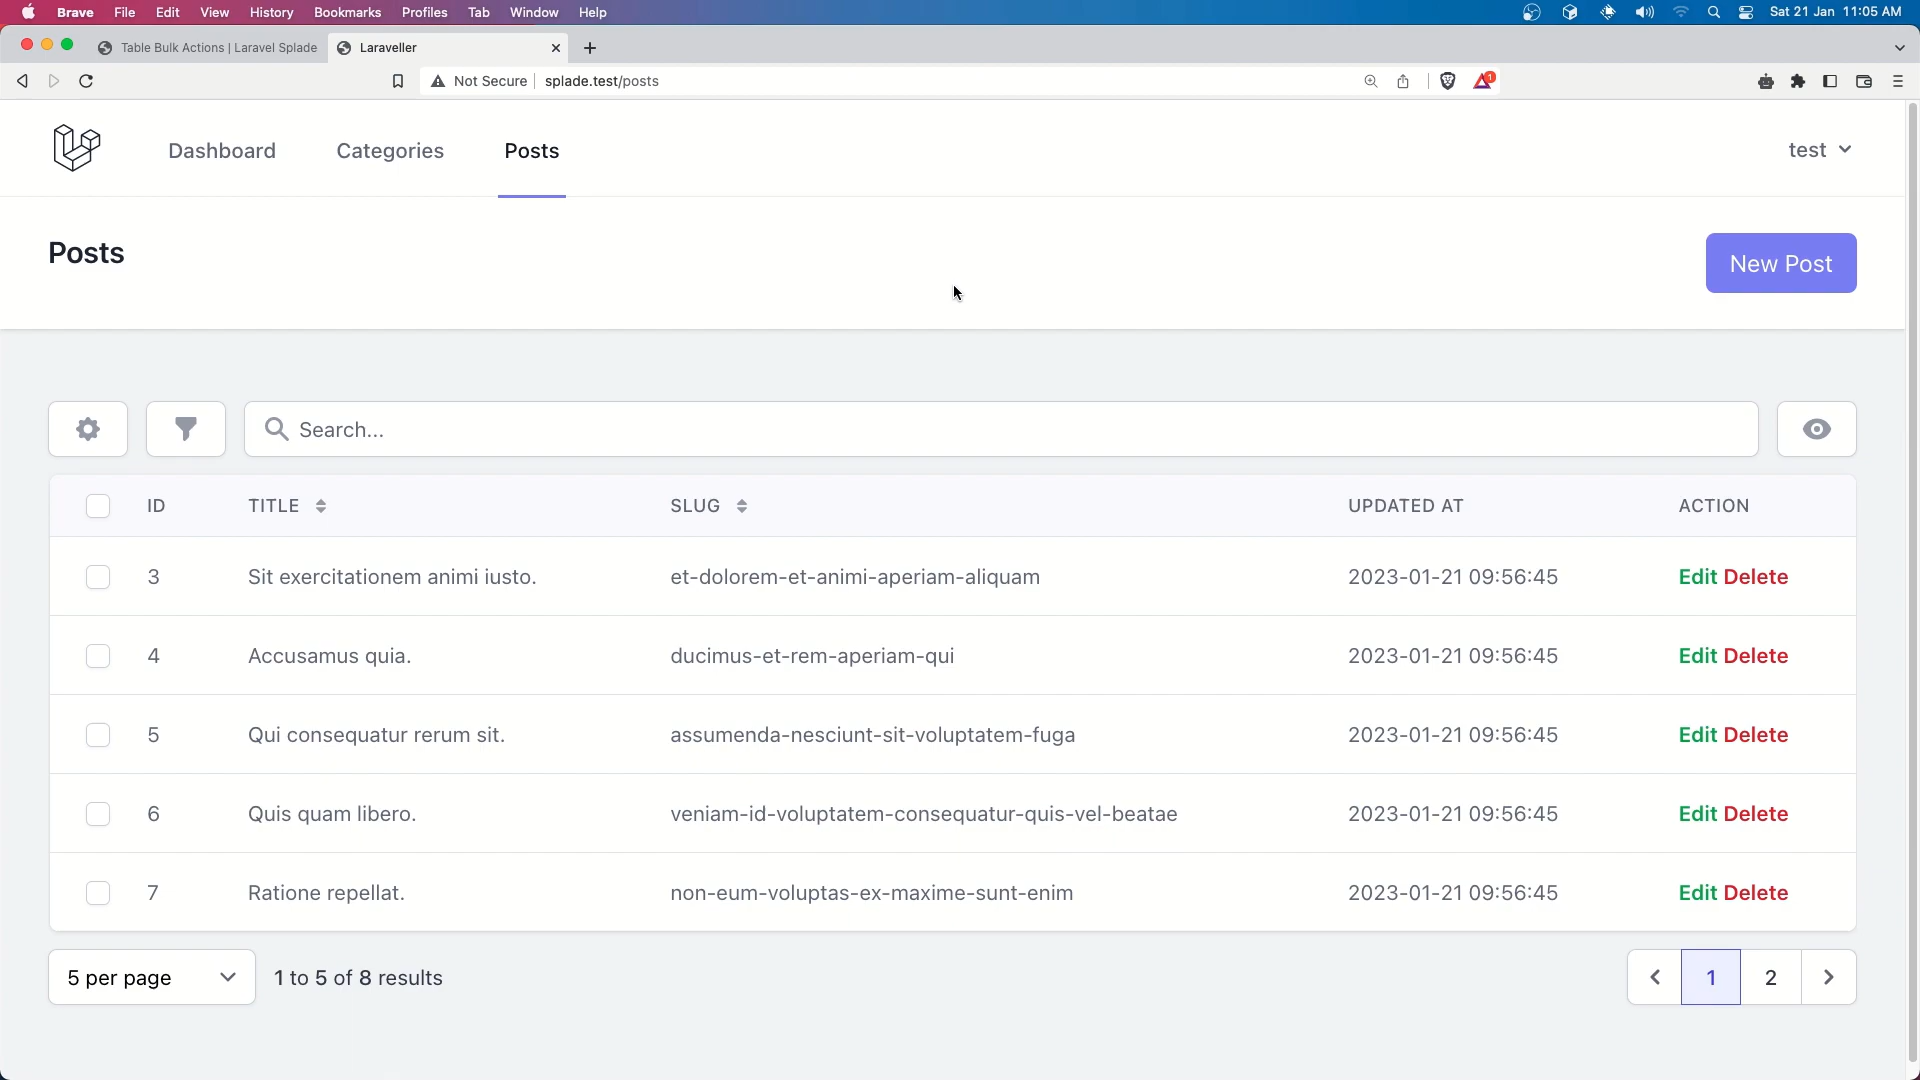 Brave File Edit View History Bookmarks Profiles Tab Window Help Sat 21 Jan 11:05 AM
Table Bulk Actions | Laravel Splade Laraveller
Not Secure splade.test/posts 1
Dashboard Categories Posts test
Posts New Post
Search...
ID TITLE SLUG UPDATED AT ACTION
3 Sit exercitationem animi iusto. et-dolorem-et-animi-aperiam-aliquam 2023-01-21 09:56:45 Edit Delete
4 Accusamus quia. ducimus-et-rem-aperiam-qui 2023-01-21 09:56:45 Edit Delete
5 Qui consequatur rerum sit. assumenda-nesciunt-sit-voluptatem-fuga 2023-01-21 09:56:45 Edit Delete
6 Quis quam libero. veniam-id-voluptatem-consequatur-quis-vel-beatae 2023-01-21 09:56:45 Edit Delete
7 Ratione repellat. non-eum-voluptas-ex-maxime-sunt-enim 2023-01-21 09:56:45 Edit Delete
5 per page 1 to 5 of 8 results 1 2